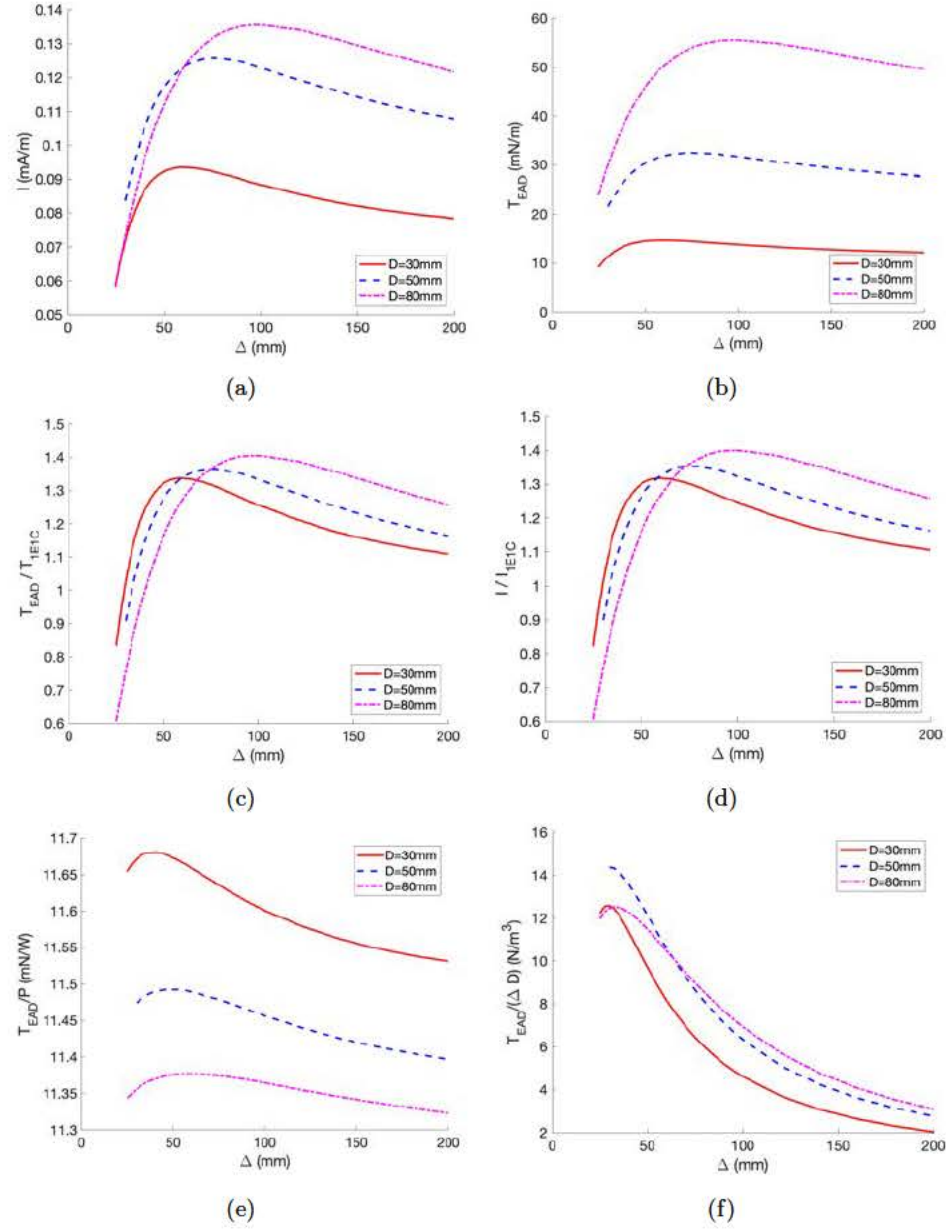 0.14
0.13
0.12
0.11
0.1
0.09
0.08
0.07
0.06
0.05
I (mA/m)
D=30mm
D=50mm
D=80mm
0 50 100 150 200
Δ (mm)
(a)
60
50
40
30
20
10
0
T_EAD (mN/m)
D=30mm
D=50mm
D=80mm
0 50 100 150 200
Δ (mm)
(b)
1.5
1.4
1.3
1.2
1.1
1
0.9
0.8
0.7
0.6
T_EAD / T_1E1C
D=30mm
D=50mm
D=80mm
0 50 100 150 200
Δ (mm)
(c)
1.5
1.4
1.3
1.2
1.1
1
0.9
0.8
0.7
0.6
I / I_1E1C
D=30mm
D=50mm
D=80mm
0 50 100 150 200
Δ (mm)
(d)
11.7
11.65
11.6
11.55
11.5
11.45
11.4
11.35
11.3
T_EAD/P (mN/W)
D=30mm
D=50mm
D=80mm
0 50 100 150 200
Δ (mm)
(e)
16
14
12
10
8
6
4
2
T_EAD/(Δ D) (N/m³)
D=30mm
D=50mm
D=80mm
0 50 100 150 200
Δ (mm)
(f)